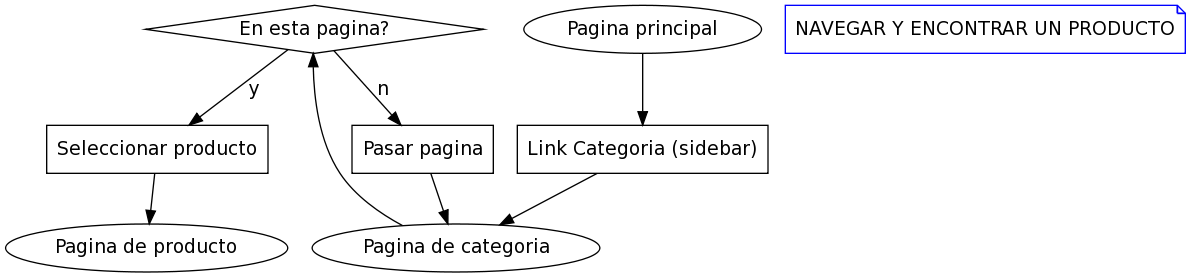 En esta pagina?
Pagina principal
NAVEGAR Y ENCONTRAR UN PRODUCTO
y
n
Seleccionar producto
Pasar pagina
Link Categoria (sidebar)
Pagina de producto
Pagina de categoria